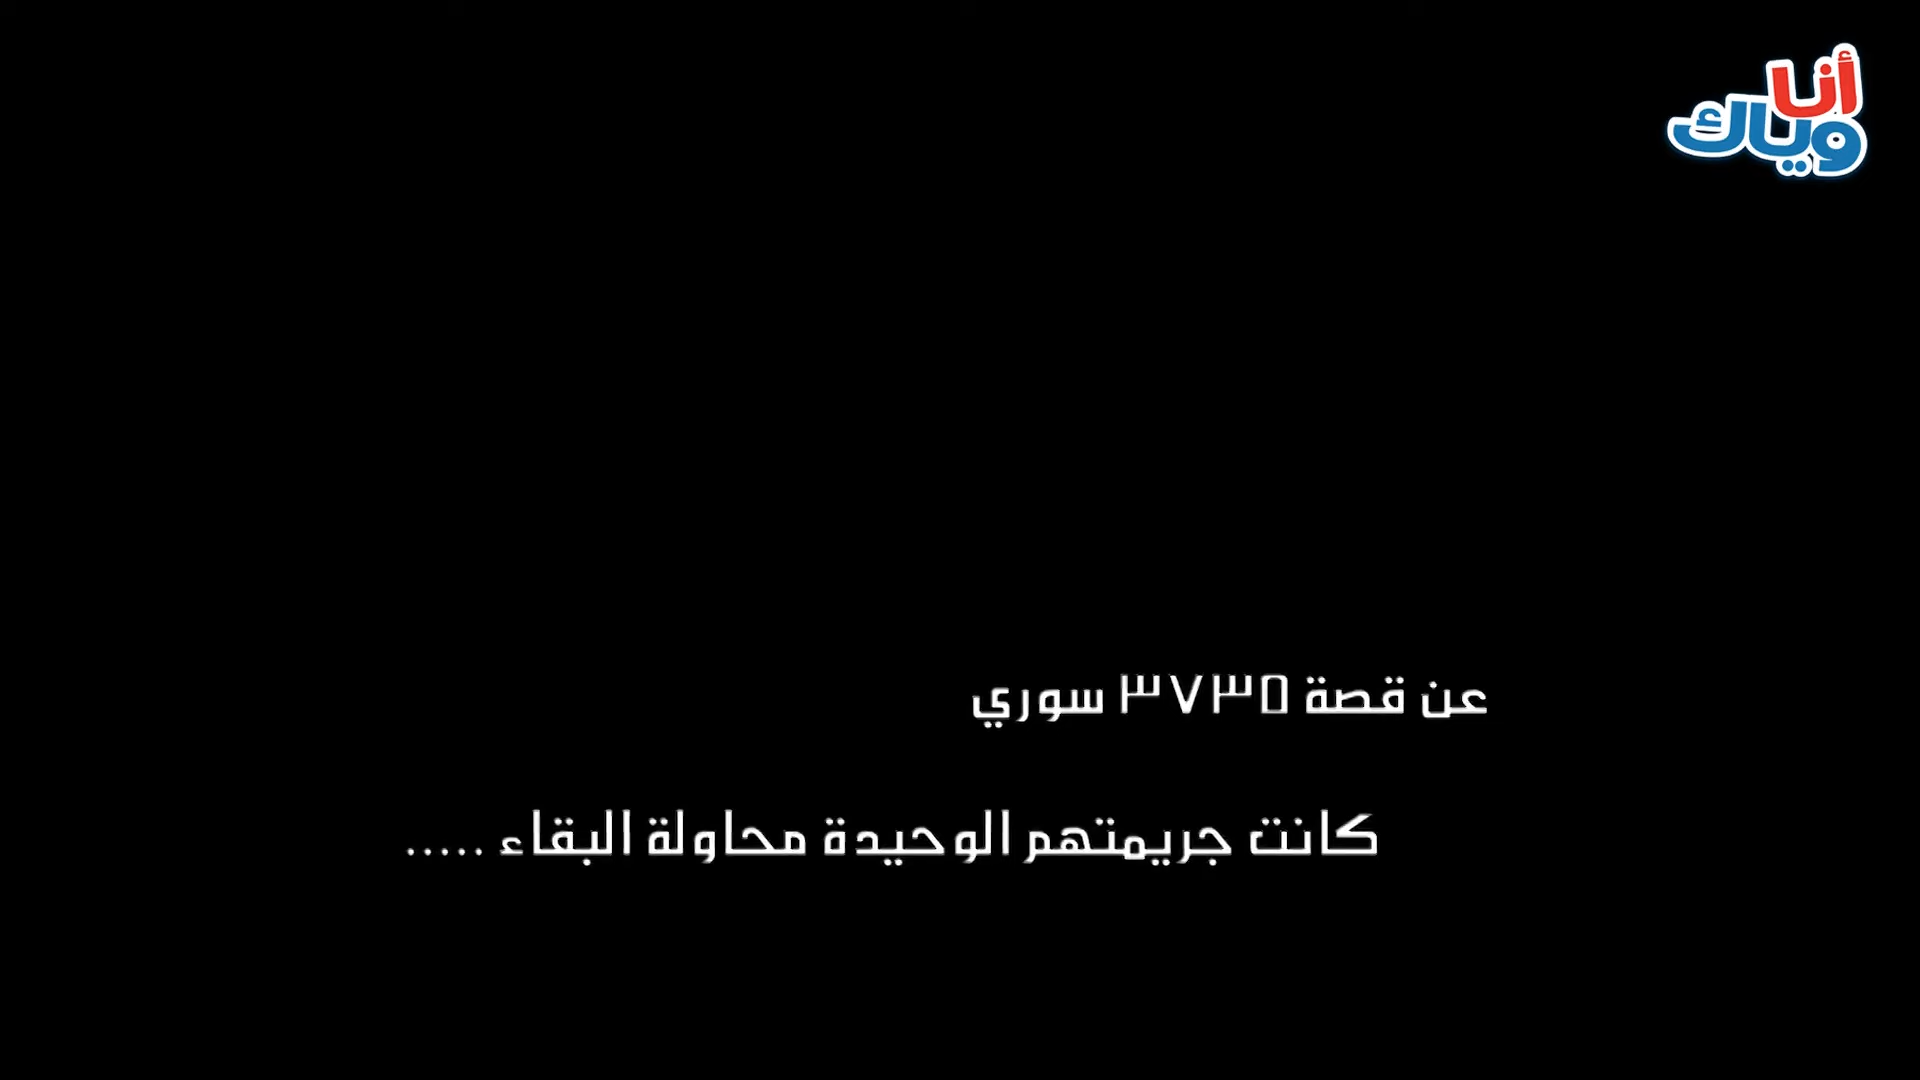 أنا
وياك
عن قصة ٣٧٣٥ سوري
كانت جريمتهم الوحيدة محاولة البقاء .....